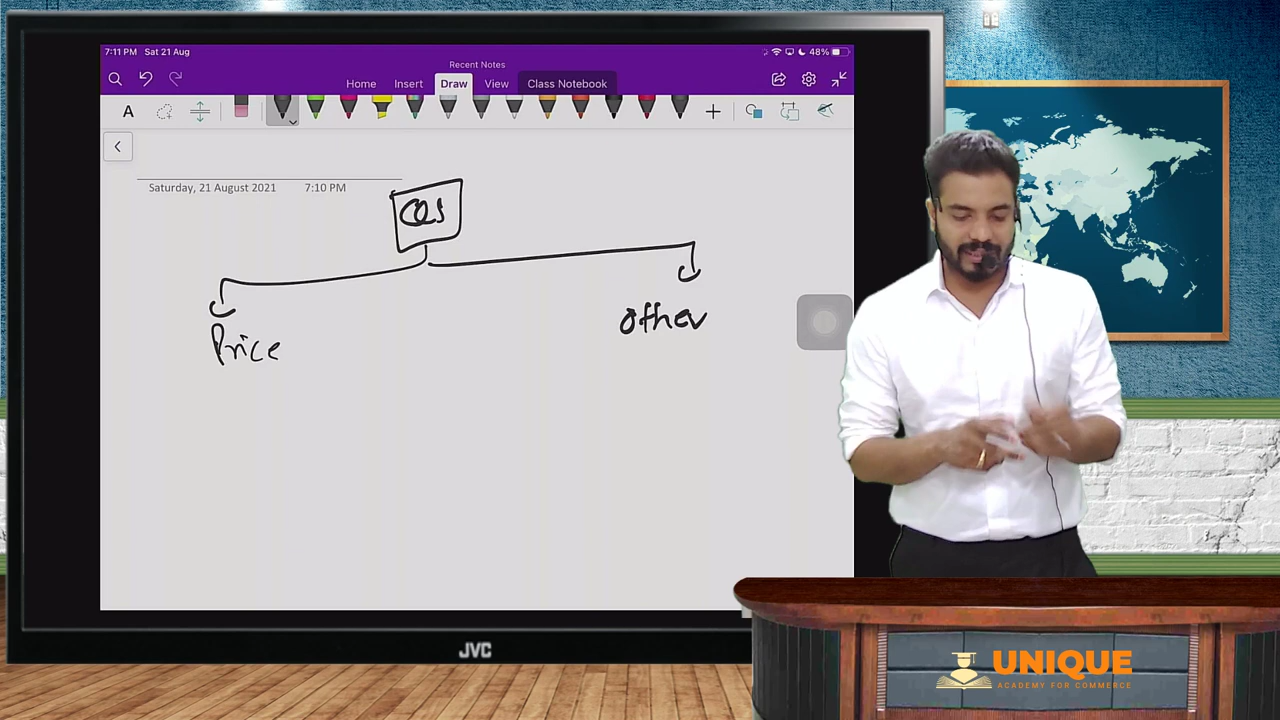 7:11 PM Sat 21 Aug
48%
Recent Notes
Home Insert Draw View Class Notebook
A
Saturday, 21 August 2021 7:10 PM
Price
Other
JVC
UNIQUE
ACADEMY FOR COMMERCE